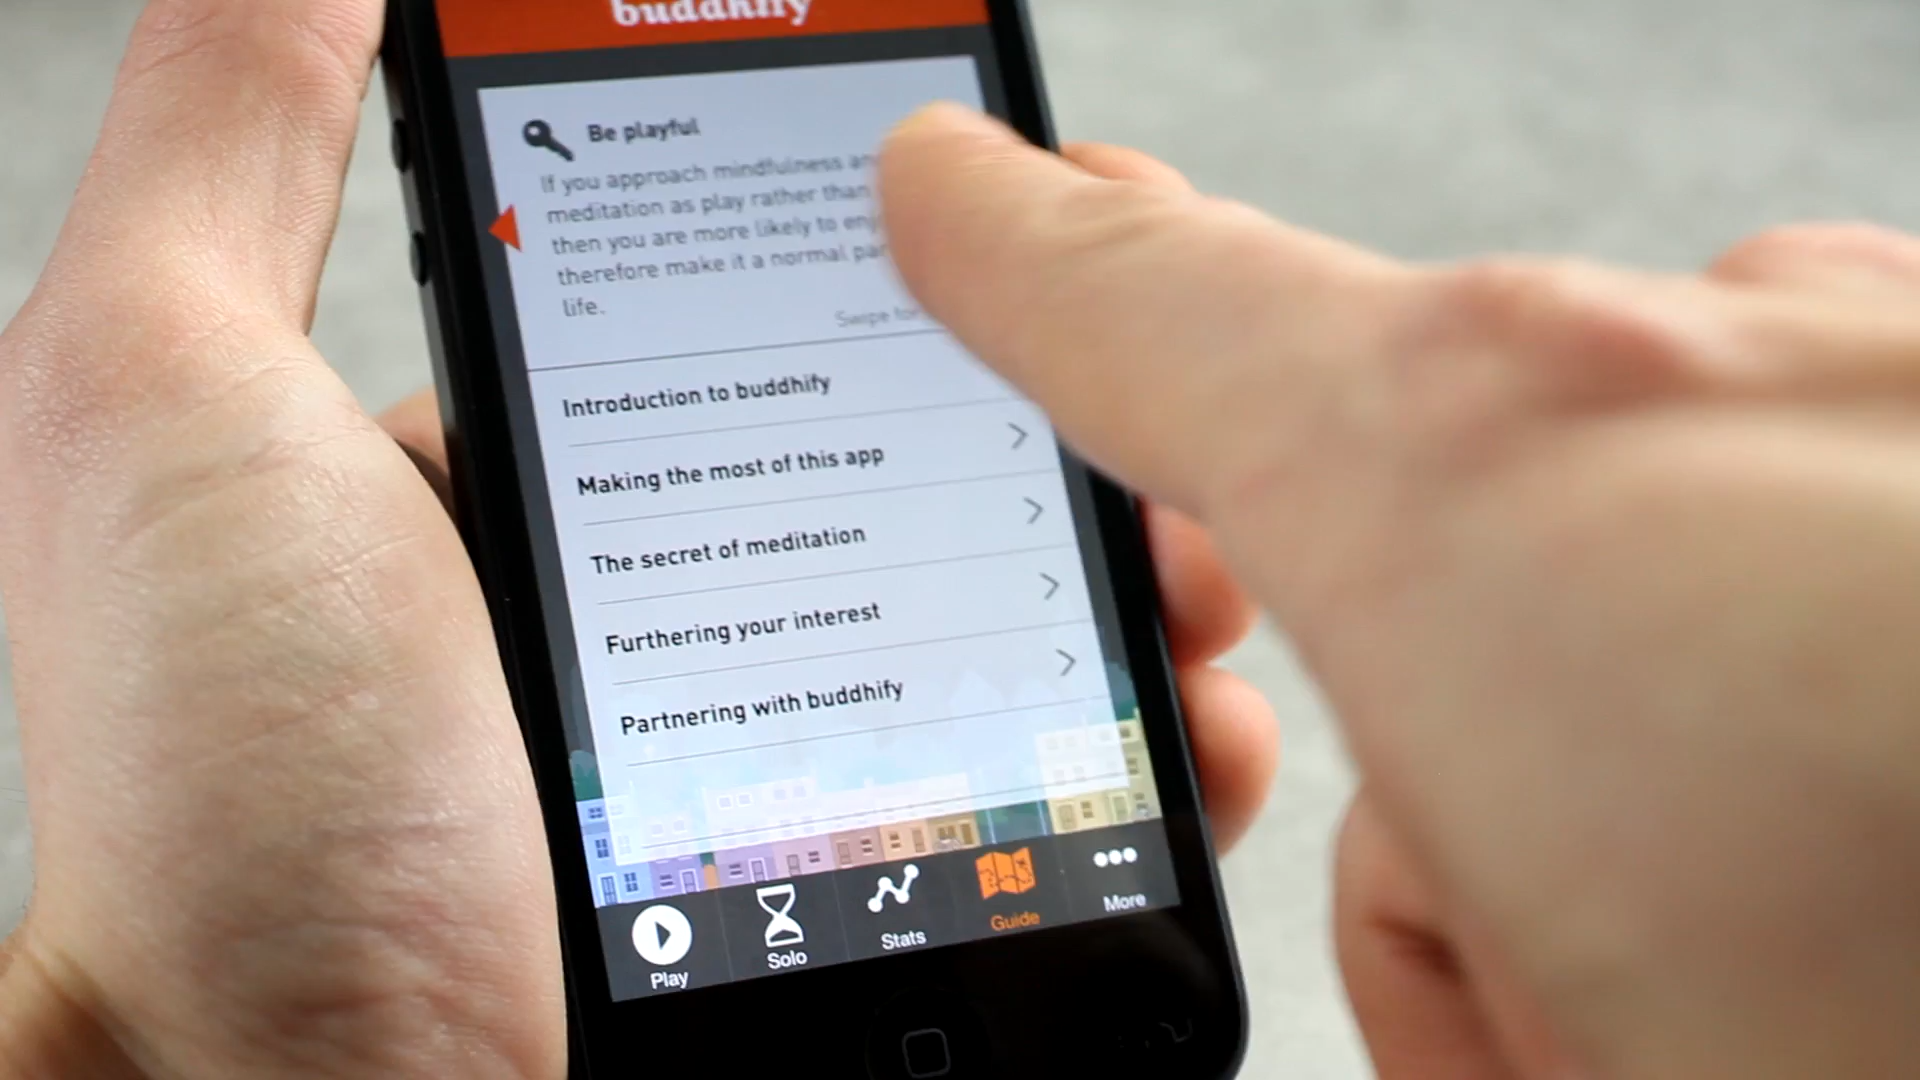 buddhify
Be playful
If you approach mindfulness
meditation as play rather than
then you are more likely to
therefore make it a normal
life.
Swipe for
Introduction to buddhify
Making the most of this app
The secret of meditation
Furthering your interest
Partnering with buddhify
Play
Solo
Stats
Guide
More